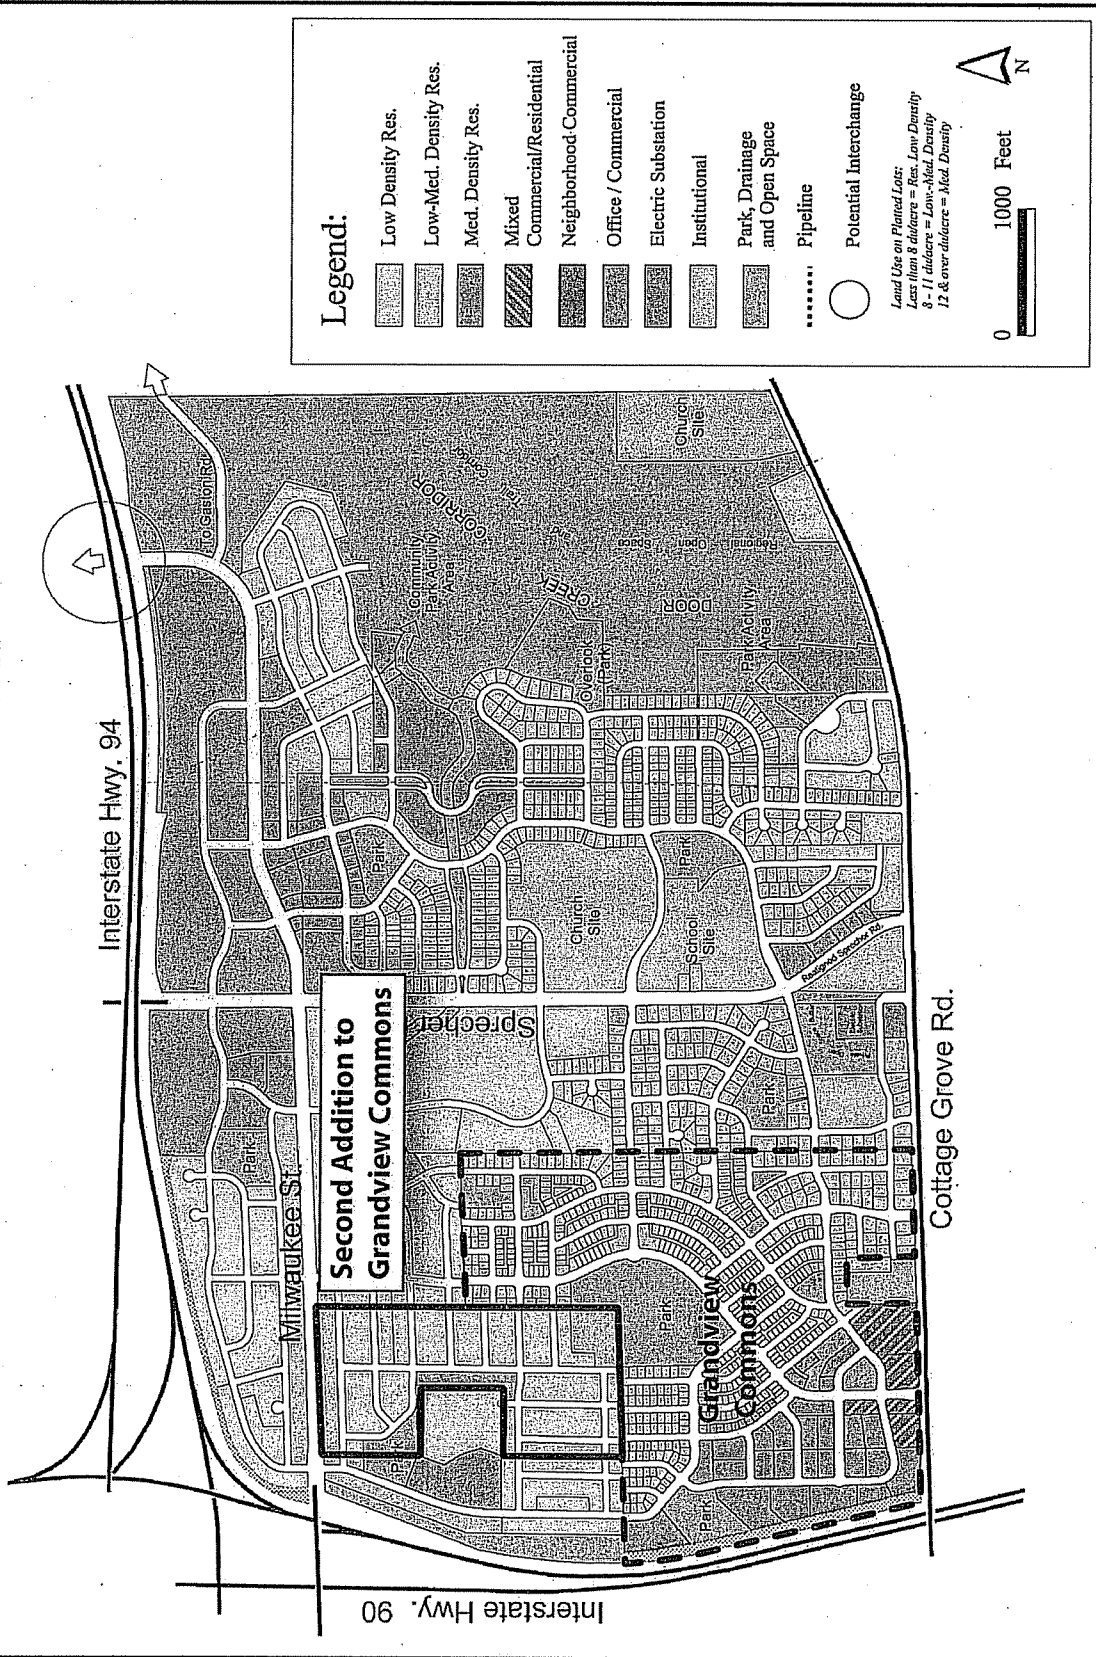 Interstate Hwy. 94
To Gaston Rd.
Milwaukee St.
Park
Second Addition to
Grandview Commons
Sprecher
Community
Park Activity
Area
CORRIDOR
CREEK
DOOR
Park
Park
Church
Site
Overlook
Park
Regional Open Space
Church
Site
School
Site
Park
Park Activity
Area
Park
Park
Park
Grandview
Commons
Realigned Sprecher Rd.
Cottage Grove Rd.
Interstate Hwy. 90
Legend:
Low Density Res.
Low-Med. Density Res.
Med. Density Res.
Mixed
Commercial/Residential
Neighborhood Commercial
Office / Commercial
Electric Substation
Institutional
Park, Drainage
and Open Space
Pipeline
Potential Interchange
Land Use on Platted Lots:
Less than 8 du/acre = Res. Low Density
8 - 11 du/acre = Low.-Med. Density
12 & over du/acre = Med. Density
0 1000 Feet
N